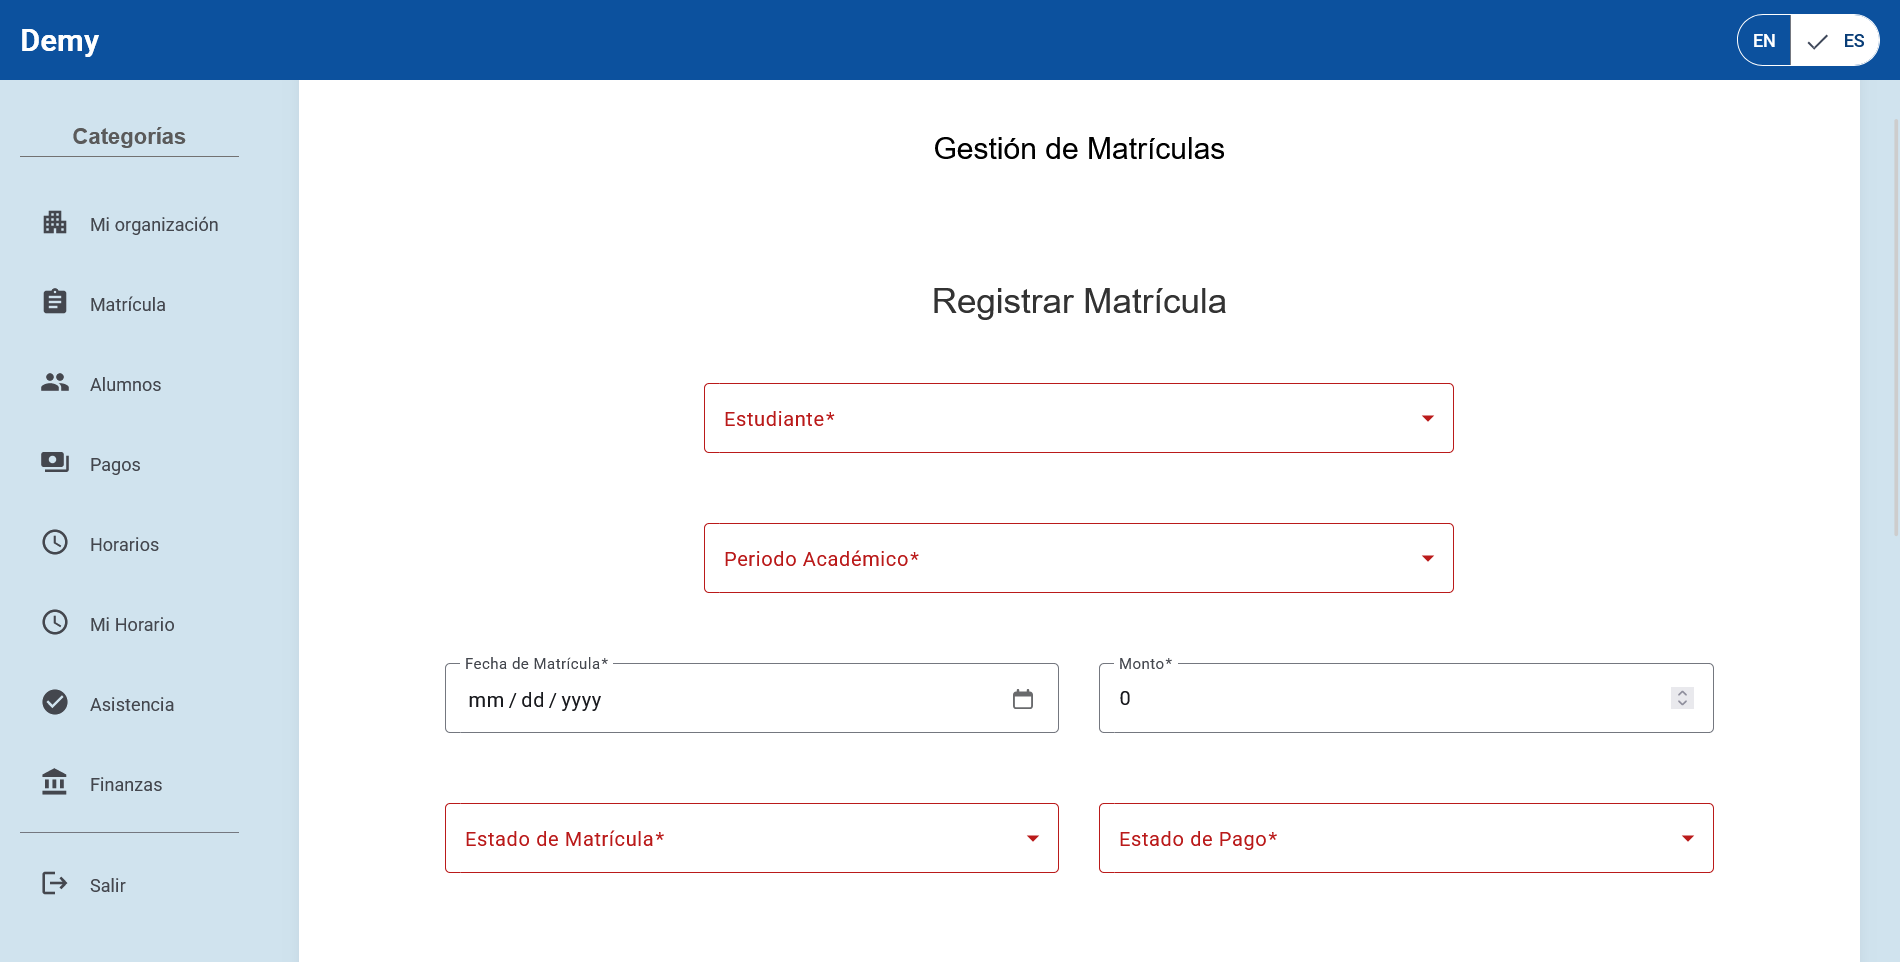 Demy
EN
ES
Categorías
Mi organización
Matrícula
Alumnos
Pagos
Horarios
Mi Horario
Asistencia
Finanzas
Salir
Gestión de Matrículas
Registrar Matrícula
Estudiante*
Periodo Académico*
Fecha de Matrícula*
mm / dd / yyyy
Monto*
0
Estado de Matrícula*
Estado de Pago*